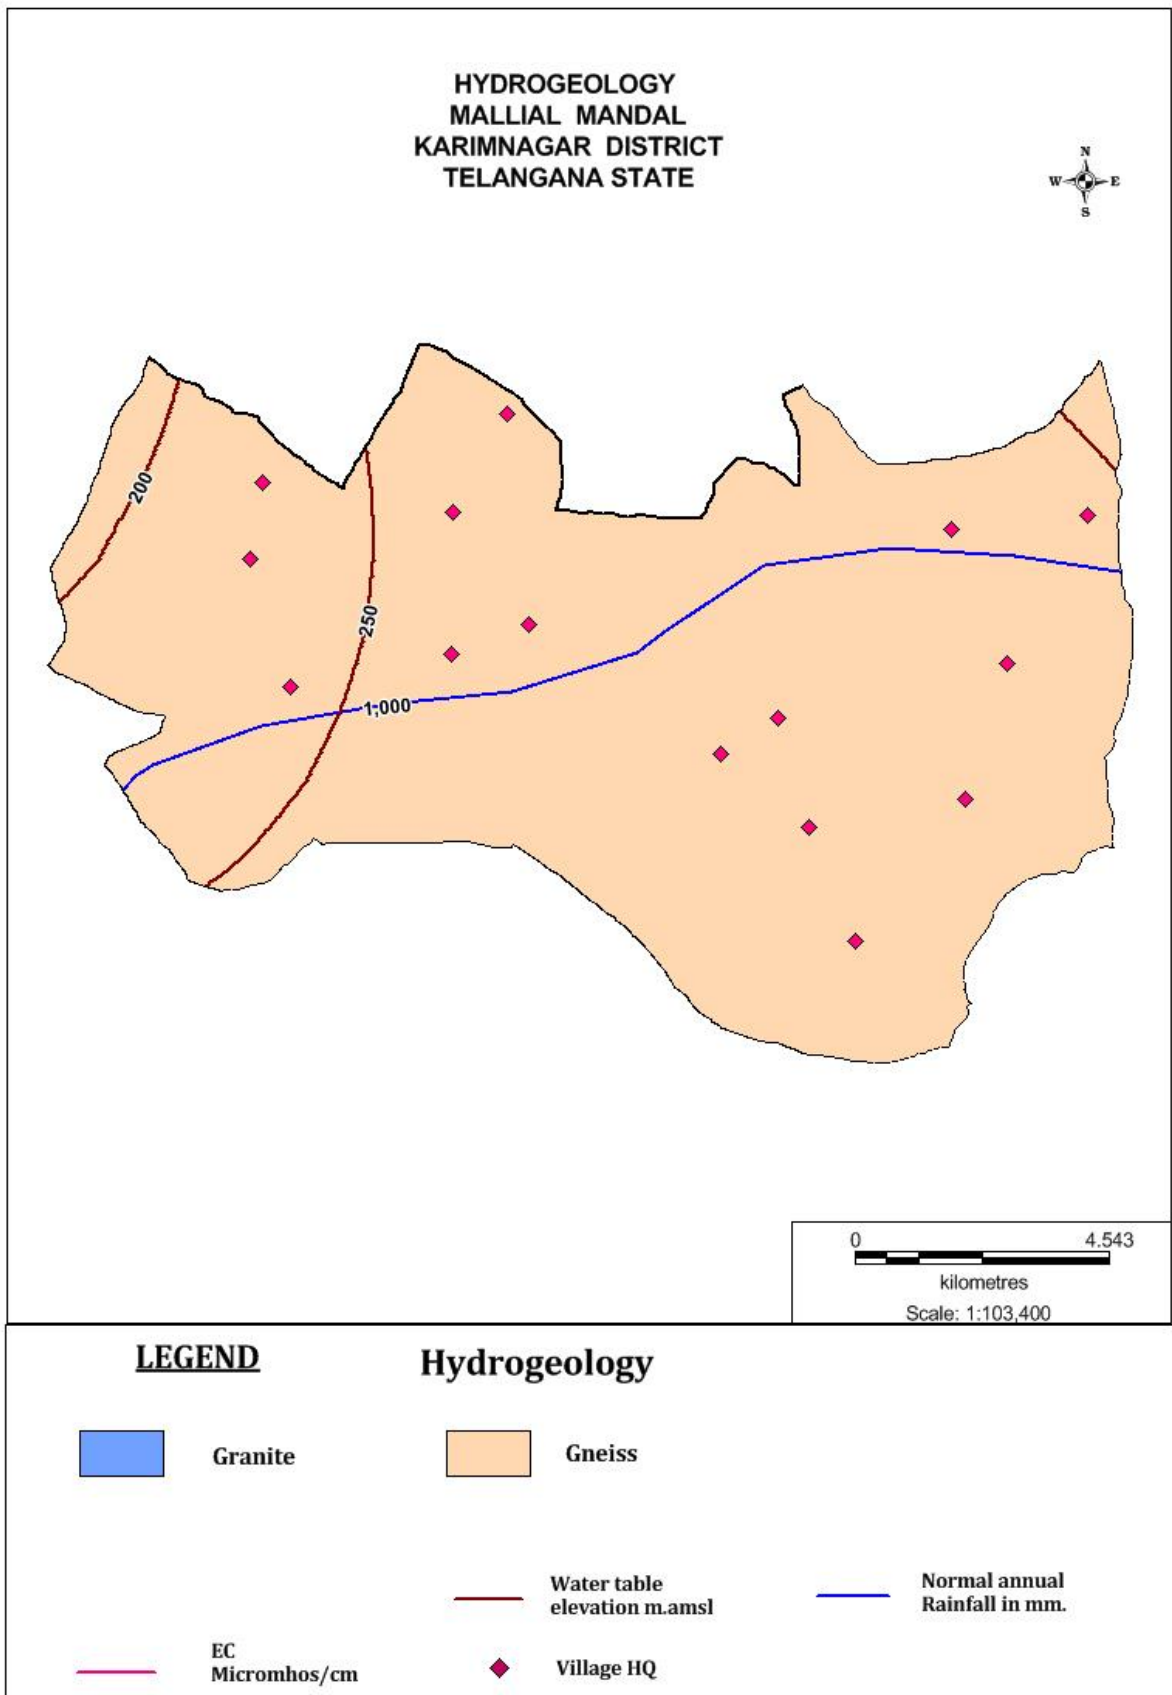 HYDROGEOLOGY
MALLIAL MANDAL
KARIMNAGAR DISTRICT
TELANGANA STATE
N
W E
S
200
250
1,000
0 4.543
kilometres
Scale: 1:103,400
LEGEND
Hydrogeology
Granite
Gneiss
Water table
elevation m.amsl
Normal annual
Rainfall in mm.
EC
Micromhos/cm
Village HQ